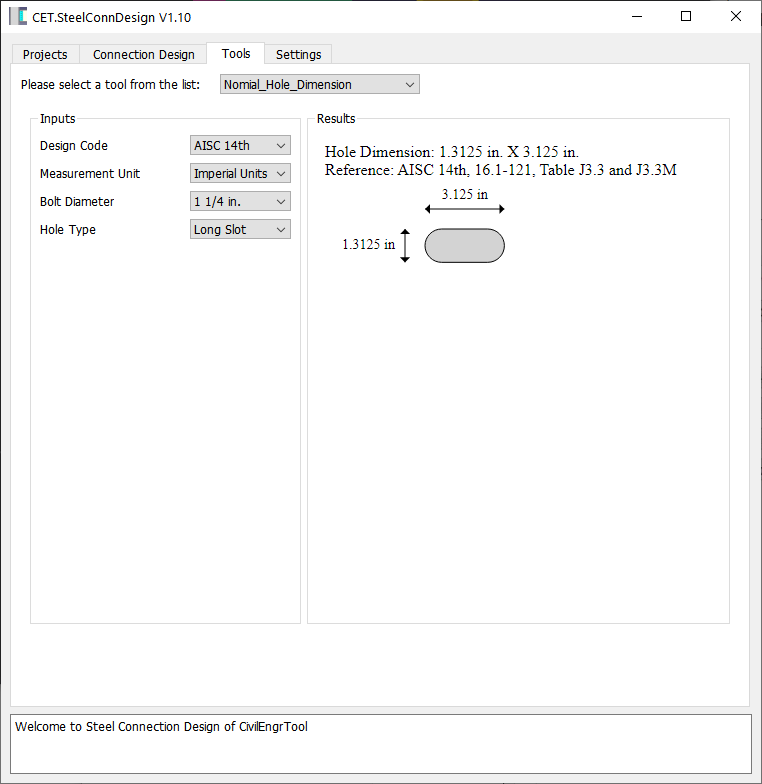 CET.SteelConnDesign V1.10
Projects Connection Design Tools Settings
Please select a tool from the list: Nomial_Hole_Dimension
Inputs
Design Code AISC 14th
Measurement Unit Imperial Units
Bolt Diameter 1 1/4 in.
Hole Type Long Slot
Results
Hole Dimension: 1.3125 in. X 3.125 in.
Reference: AISC 14th, 16.1-121, Table J3.3 and J3.3M
3.125 in
1.3125 in
Welcome to Steel Connection Design of CivilEngrTool